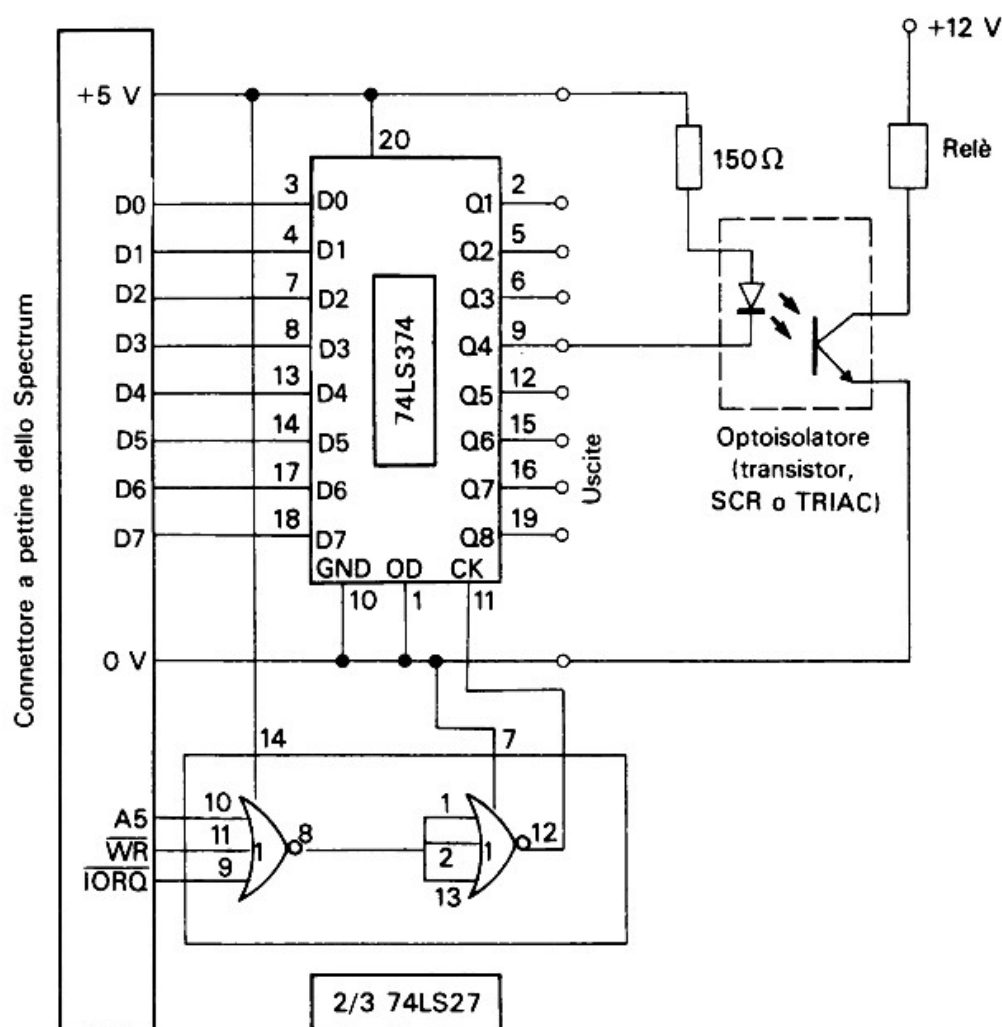 +12 V
+5 V
20
150 Ω
Relè
D0 3 D0 Q1 2
D1 4 D1 Q2 5
D2 7 D2 Q3 6
D3 8 D3 Q4 9
D4 13 D4 Q5 12
D5 14 D5 Q6 15
D6 17 D6 Q7 16
D7 18 D7 Q8 19
74LS374
GND OD CK
10 1 11
Uscite
Optoisolatore
(transistor,
SCR o TRIAC)
Connettore a pettine dello Spectrum
0 V
14 7
A5 10
W̅R̅ 11
I̅O̅R̅Q̅ 9
1 8
1
2
13
1 12
2/3 74LS27